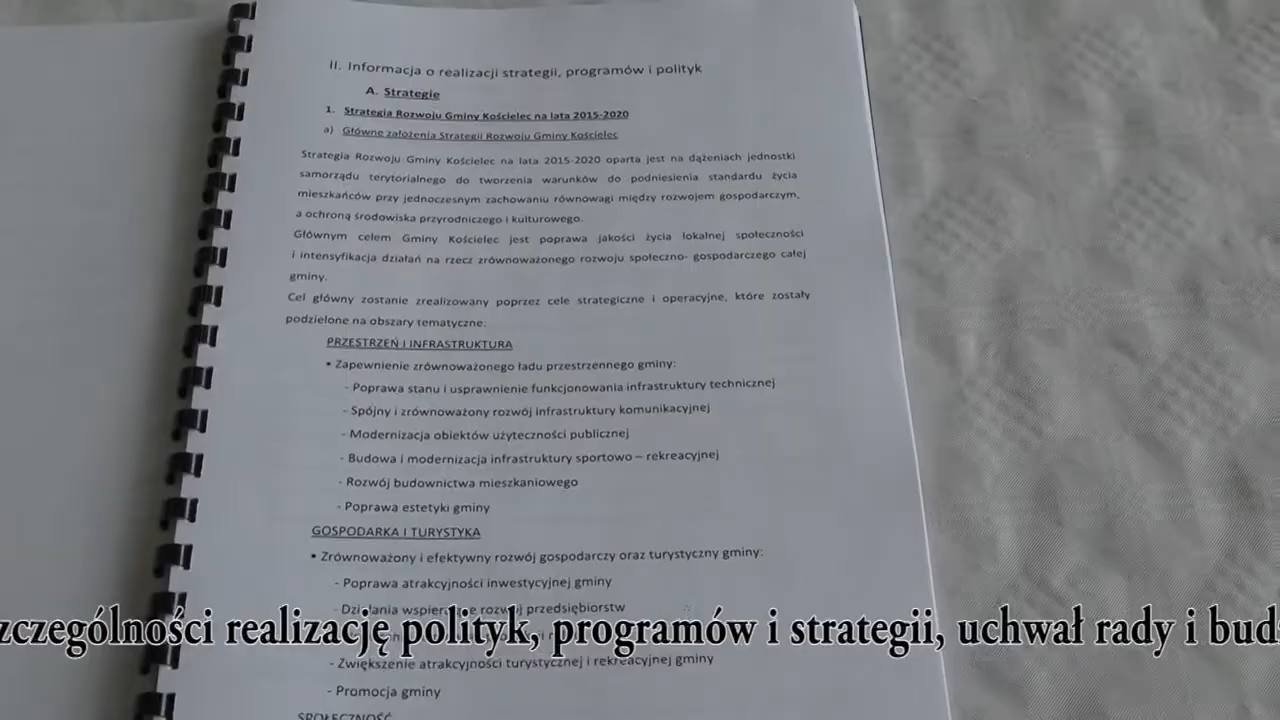 II. Informacja o realizacji strategii, programów i polityk
A. Strategie
1. Strategia Rozwoju Gminy Kościelec na lata 2015-2020
a) Główne założenia Strategii Rozwoju Gminy Kościelec
Strategia Rozwoju Gminy Kościelec na lata 2015-2020 oparta jest na dążeniach jednostki
samorządu terytorialnego do tworzenia warunków do podniesienia standardu życia
mieszkańców przy jednoczesnym zachowaniu równowagi między rozwojem gospodarczym,
a ochroną środowiska przyrodniczego i kulturowego.
Głównym celem Gminy Kościelec jest poprawa jakości życia lokalnej społeczności
i intensyfikacja działań na rzecz zrównoważonego rozwoju społeczno- gospodarczego całej
gminy.
Cel główny zostanie zrealizowany poprzez cele strategiczne i operacyjne, które zostały
podzielone na obszary tematyczne:
PRZESTRZEŃ I INFRASTRUKTURA
• Zapewnienie zrównoważonego ładu przestrzennego gminy:
- Poprawa stanu i usprawnienie funkcjonowania infrastruktury technicznej
- Spójny i zrównoważony rozwój infrastruktury komunikacyjnej
- Modernizacja obiektów użyteczności publicznej
- Budowa i modernizacja infrastruktury sportowo – rekreacyjnej
- Rozwój budownictwa mieszkaniowego
- Poprawa estetyki gminy
GOSPODARKA I TURYSTYKA
• Zrównoważony i efektywny rozwój gospodarczy oraz turystyczny gminy:
- Poprawa atrakcyjności inwestycyjnej gminy
- Działania wspierające rozwój przedsiębiorstw
zczególności realizację polityk, programów i strategii, uchwał rady i bud
- Zwiększenie atrakcyjności turystycznej i rekreacyjnej gminy
- Promocja gminy
SPOŁECZNOŚĆ